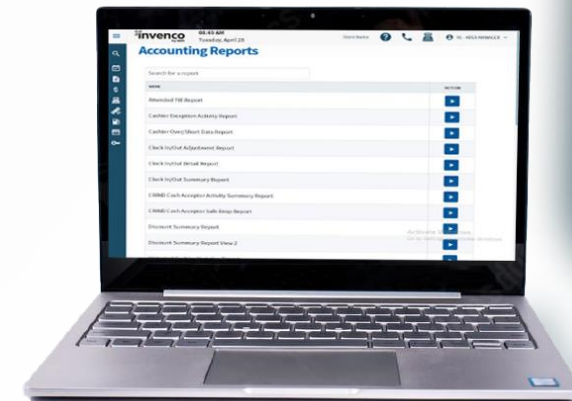 invenco
08:43 AM
Tuesday, April 28
Store Name
Accounting Reports
Search for a report
NAME
ACTION
Attended Till Report
Cashier Exception Activity Report
Cashier Over/Short Data Report
Clock In/Out Adjustment Report
Clock In/Out Detail Report
Clock In/Out Summary Report
CRIND Cash Acceptor Activity Summary Report
CRIND Cash Acceptor Safe Drop Report
Discount Summary Report
Discount Summary Report View 2